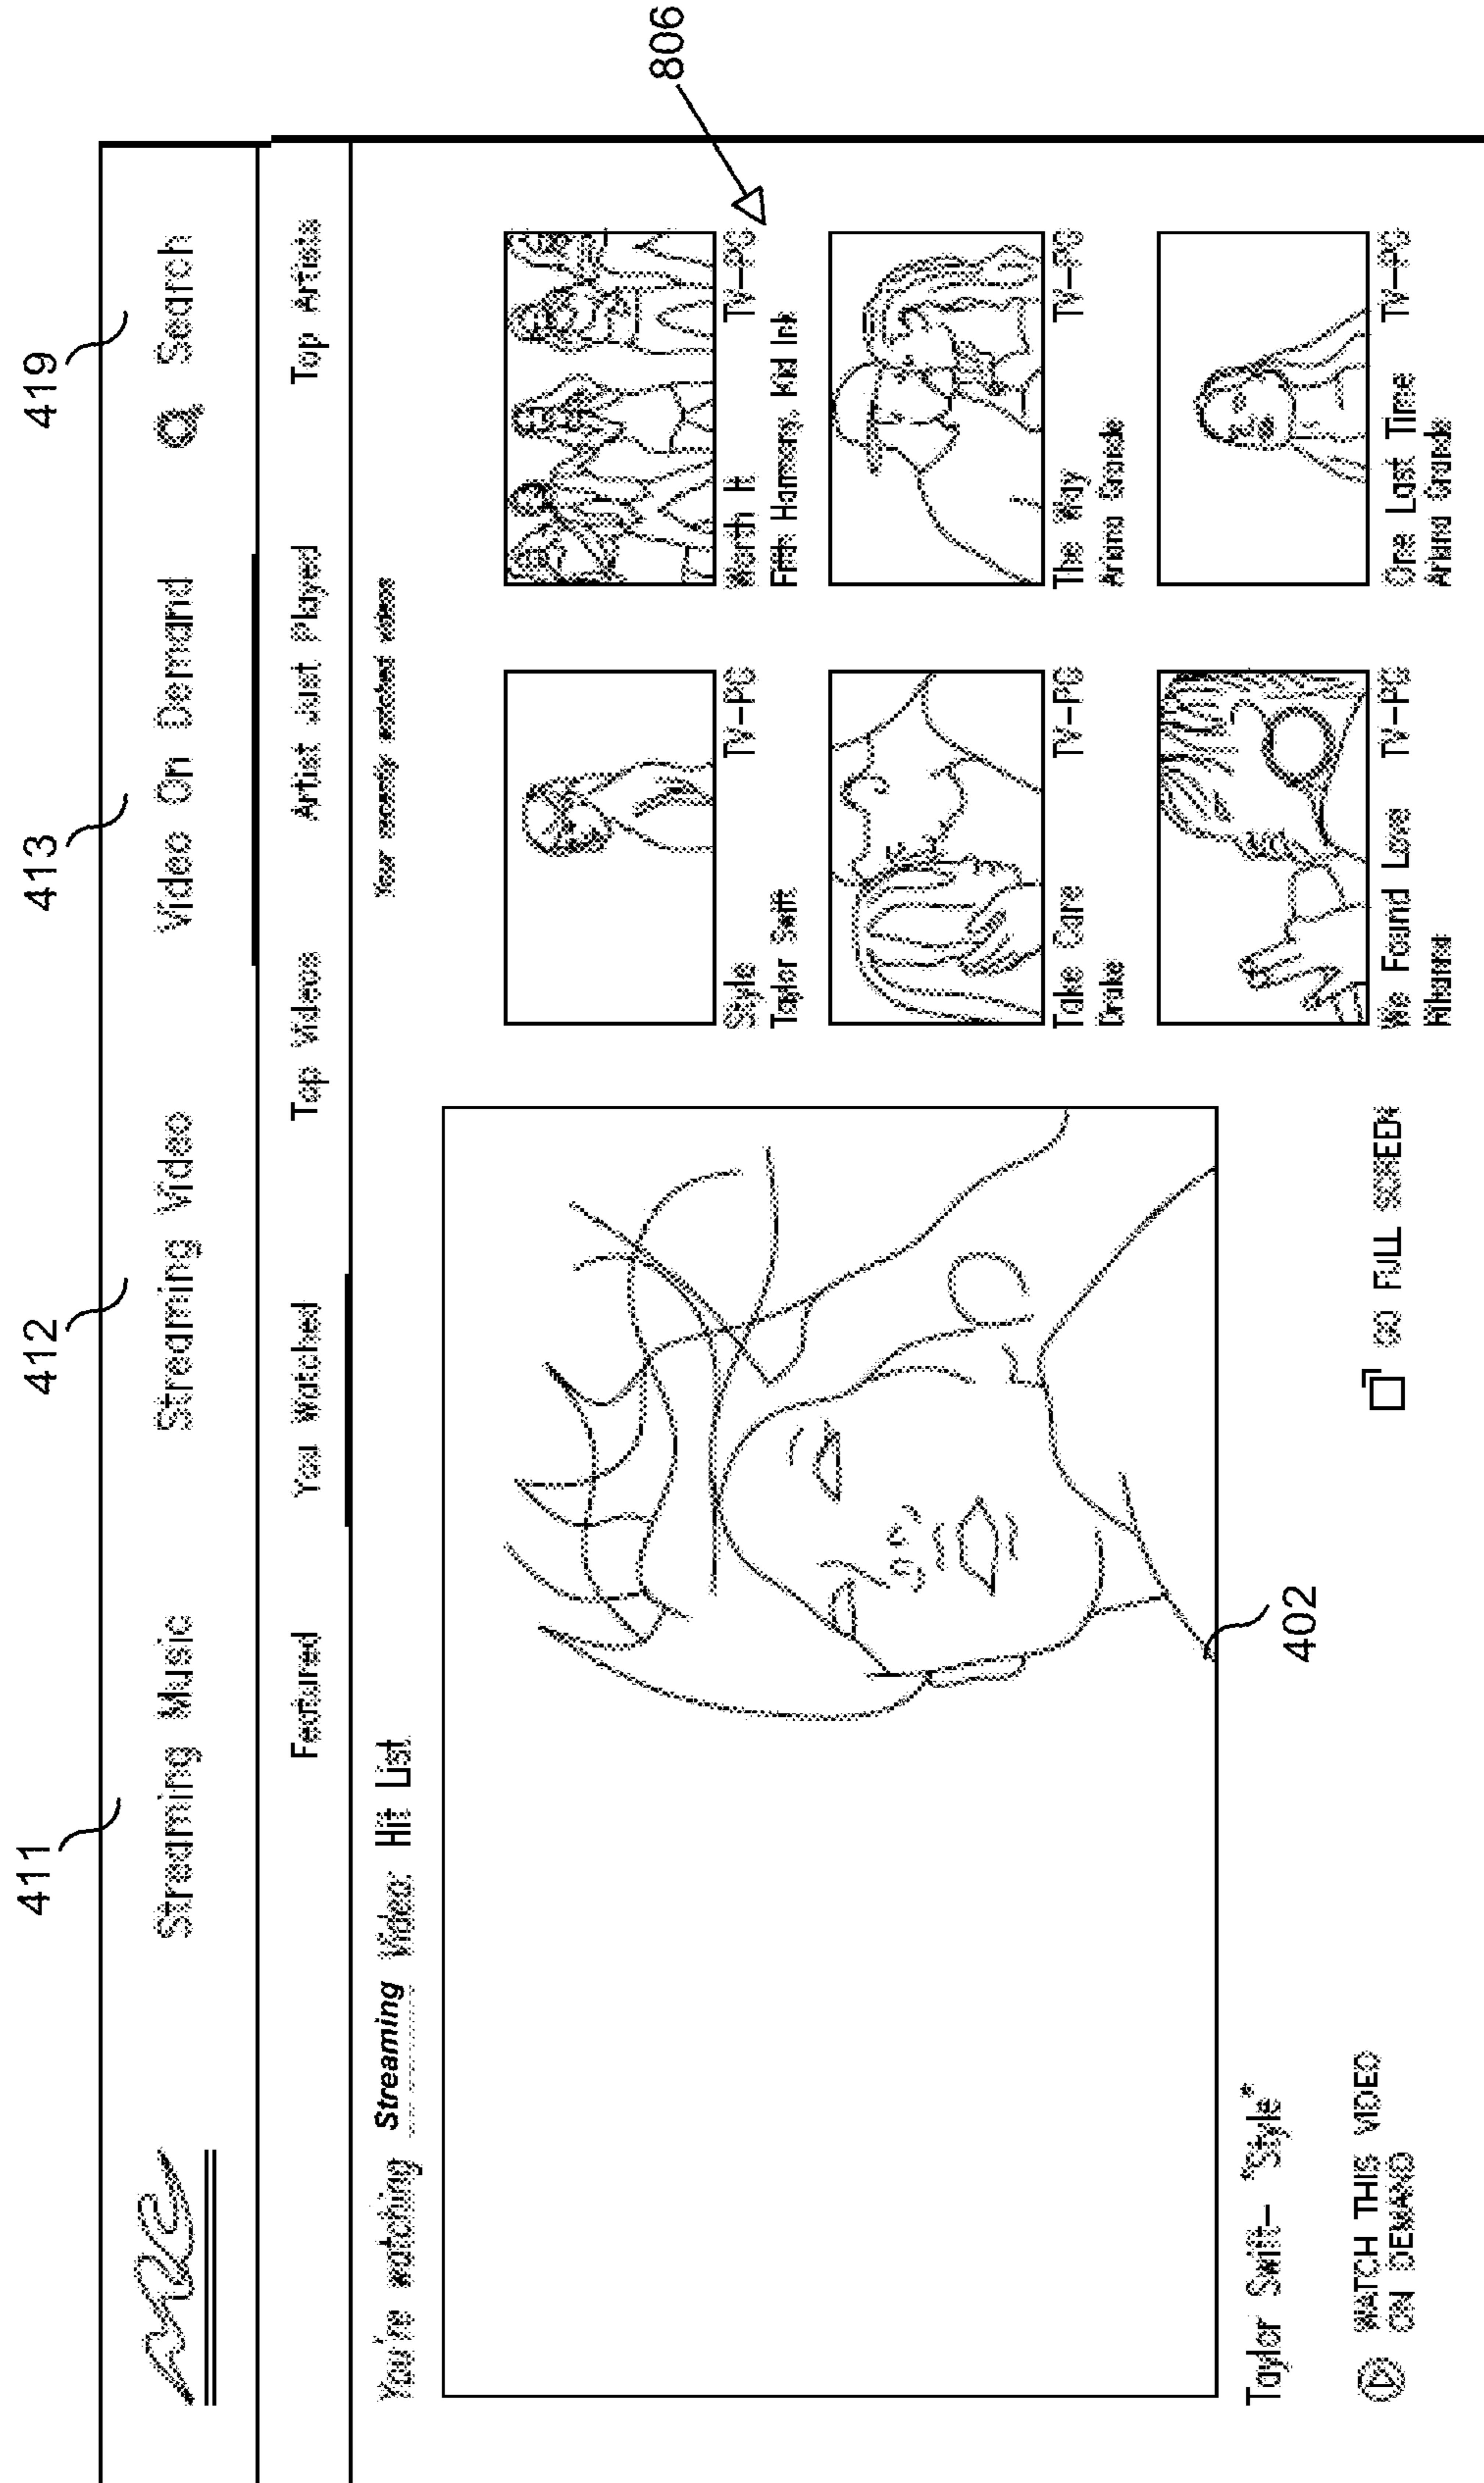 411 412 413 419
Streaming Music Streaming Video Video On Demand Search
Featured You Watched Top Videos Artist Just Played Top Artists
You're watching Streaming Video: Hit List
Your recently watched videos
806
Style TV-PG
Taylor Swift
Worth It TV-PG
Fifth Harmony, Kid Ink
Take Care TV-PG
Drake
The Way TV-PG
Ariana Grande
We Found Love TV-PG
Rihanna
One Last Time TV-PG
Ariana Grande
402
Taylor Swift- "Style"
WATCH THIS VIDEO
ON DEMAND
GO FULL SCREEN